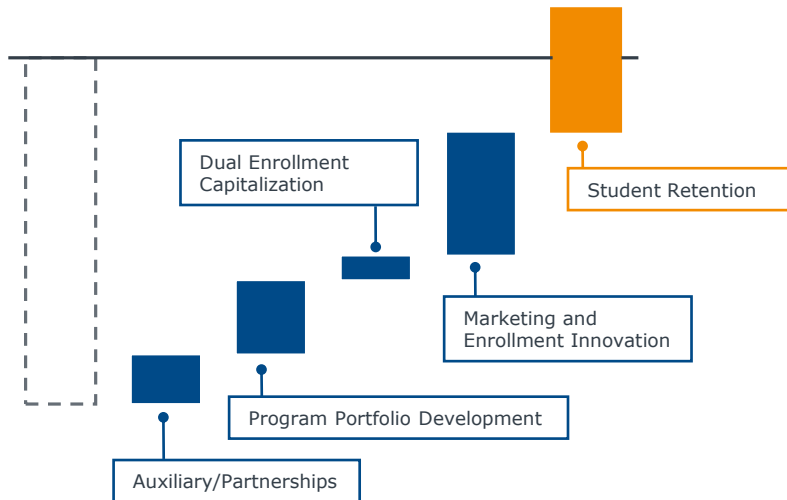 Dual Enrollment
Capitalization
Student Retention
Marketing and
Enrollment Innovation
Program Portfolio Development
Auxiliary/Partnerships